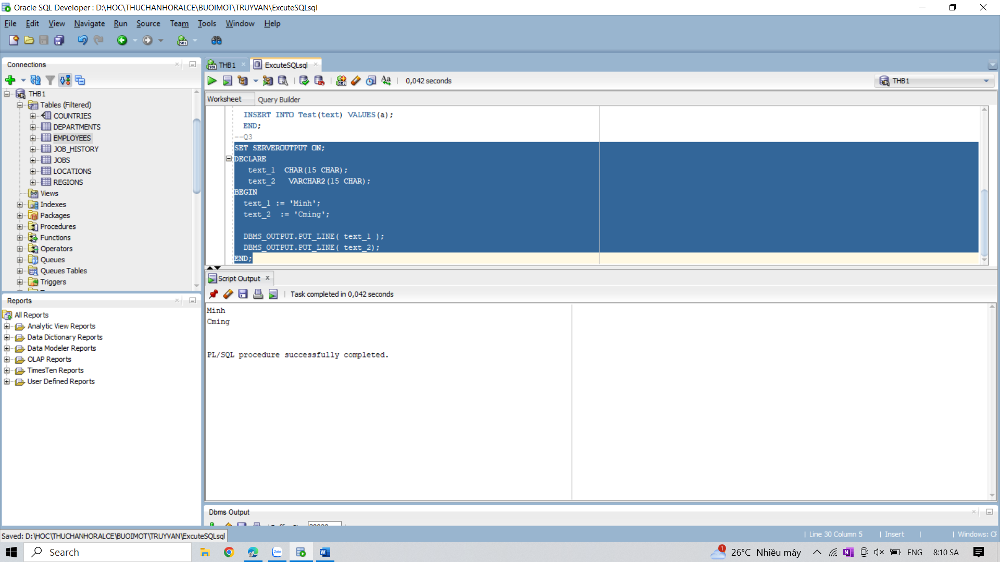 Oracle SQL Developer : D:\HOC\THUCHANHORALCE\BUOIMOT\TRUYVAN\ExcuteSQLsql
File Edit View Navigate Run Source Team Tools Window Help
Connections
THB1
Tables (Filtered)
COUNTRIES
DEPARTMENTS
EMPLOYEES
JOB_HISTORY
JOBS
LOCATIONS
REGIONS
Views
Indexes
Packages
Procedures
Functions
Operators
Queues
Queues Tables
Triggers
Reports
All Reports
Analytic View Reports
Data Dictionary Reports
Data Modeler Reports
OLAP Reports
TimesTen Reports
User Defined Reports
THB1 ExcuteSQLsql
0,042 seconds
THB1
Worksheet Query Builder
INSERT INTO Test(text) VALUES(a);
END;
--Q3
SET SERVEROUTPUT ON;
DECLARE
text_1 CHAR(15 CHAR);
text_2 VARCHAR2(15 CHAR);
BEGIN
text_1 := 'Minh';
text_2 := 'Cming';
DBMS_OUTPUT.PUT_LINE( text_1 );
DBMS_OUTPUT.PUT_LINE( text_2);
END;
Script Output
Task completed in 0,042 seconds
Minh
Cming
PL/SQL procedure successfully completed.
Dbms Output
Saved: D:\HOC\THUCHANHORALCE\BUOIMOT\TRUYVAN\ExcuteSQLsql
Line 30 Column 5 Insert Windows:
Search
Zalo
1
26°C Nhiều mây
ENG
8:10 SA